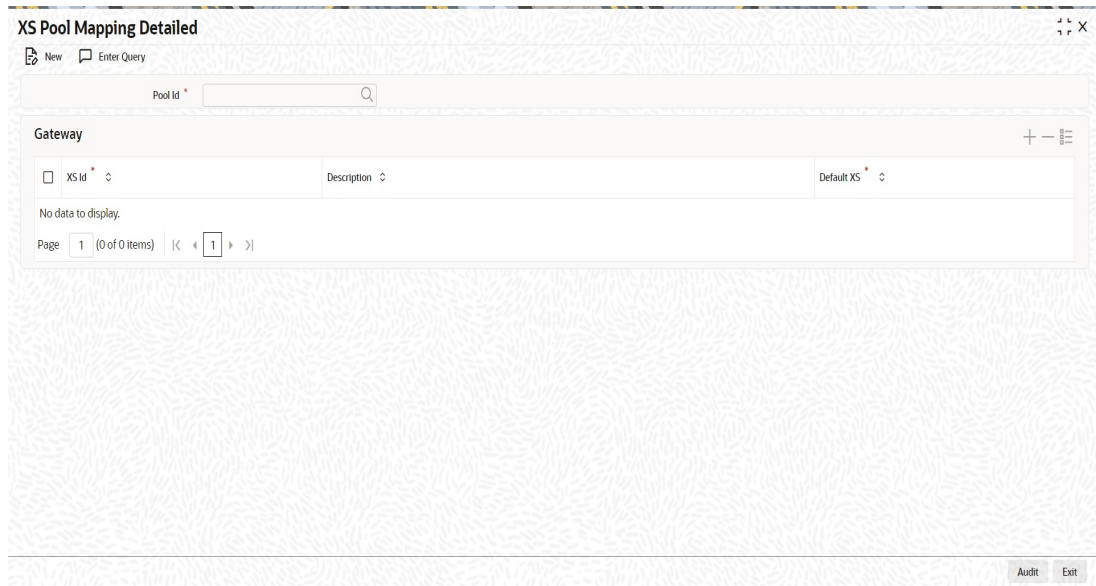 XS Pool Mapping Detailed
New Enter Query
Pool Id *
Gateway
XS Id * Description Default XS *
No data to display.
Page 1 (0 of 0 items) 1
Audit Exit